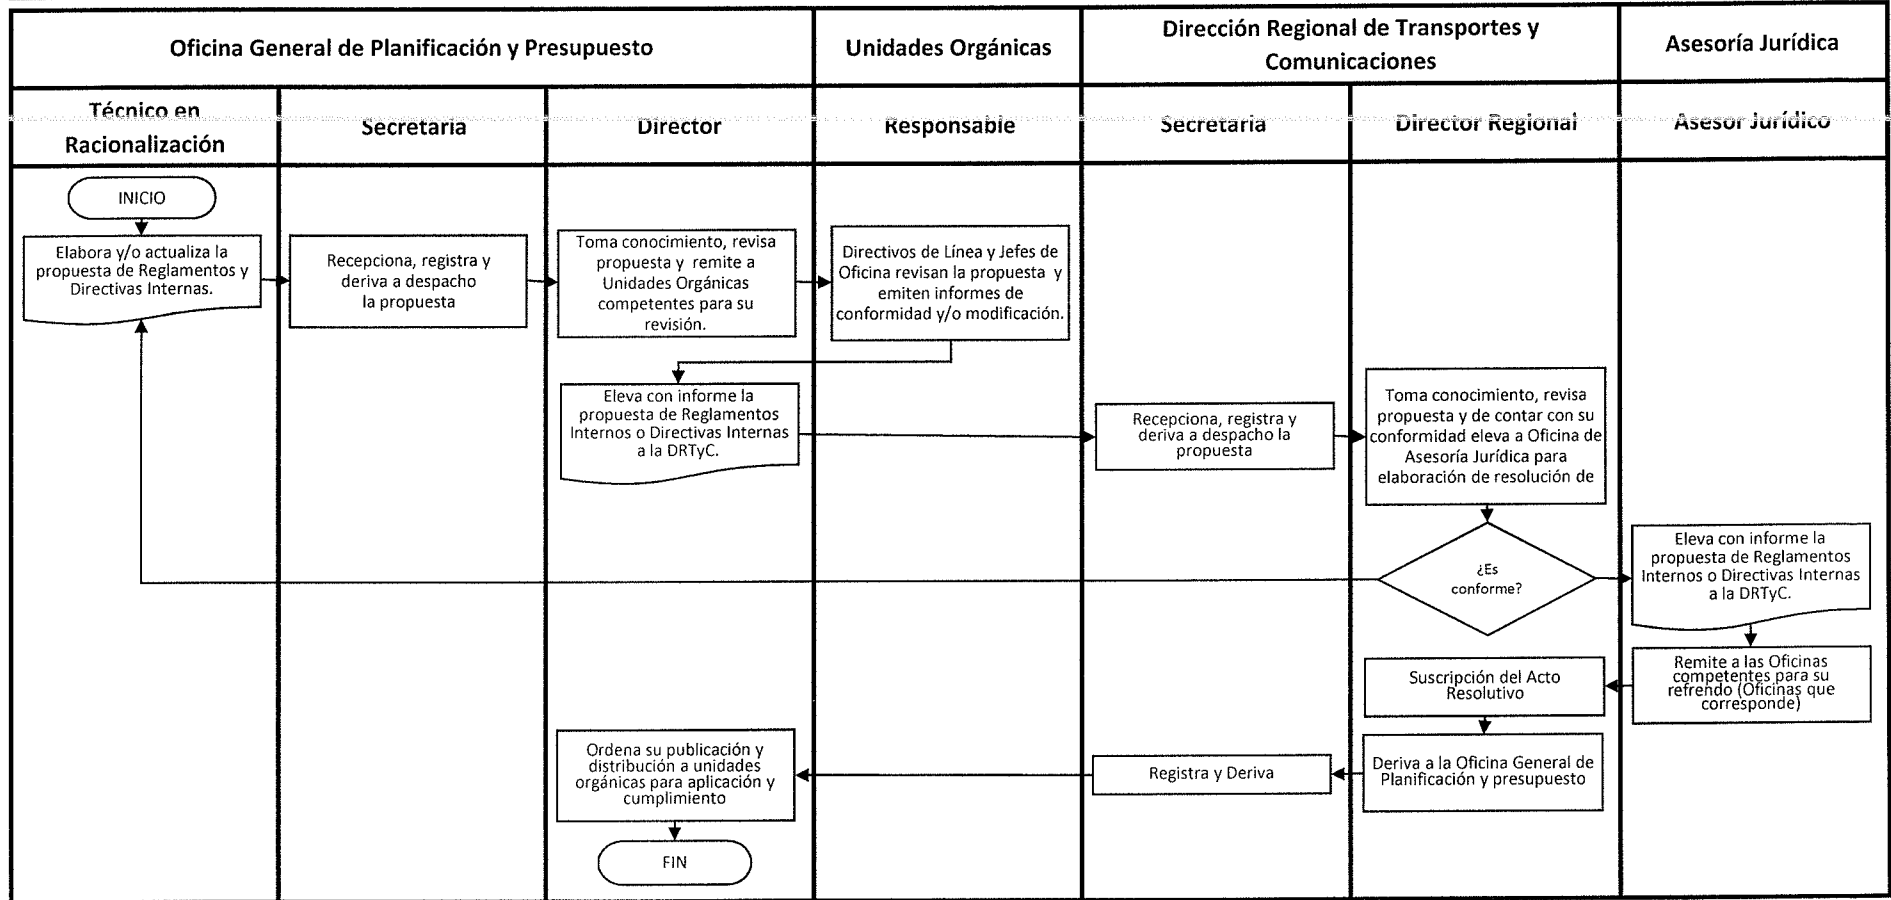 Oficina General de Planificación y Presupuesto
Unidades Orgánicas
Dirección Regional de Transportes y
Comunicaciones
Asesoría Jurídica
Técnico en
Racionalización
Secretaria
Director
Responsable
Secretaria
Director Regional
Asesor Jurídico
INICIO
Elabora y/o actualiza la
propuesta de Reglamentos y
Directivas Internas.
Recepciona, registra y
deriva a despacho
la propuesta
Toma conocimiento, revisa
propuesta y remite a
Unidades Orgánicas
competentes para su
revisión.
Directivos de Línea y Jefes de
Oficina revisan la propuesta y
emiten informes de
conformidad y/o modificación.
Eleva con informe la
propuesta de Reglamentos
Internos o Directivas Internas
a la DRTyC.
Recepciona, registra y
deriva a despacho la
propuesta
Toma conocimiento, revisa
propuesta y de contar con su
conformidad eleva a Oficina de
Asesoría Jurídica para
elaboración de resolución de
¿Es
conforme?
Eleva con informe la
propuesta de Reglamentos
Internos o Directivas Internas
a la DRTyC.
Remite a las Oficinas
competentes para su
refrendo (Oficinas que
corresponde)
Suscripción del Acto
Resolutivo
Deriva a la Oficina General de
Planificación y presupuesto
Registra y Deriva
Ordena su publicación y
distribución a unidades
orgánicas para aplicación y
cumplimiento
FIN